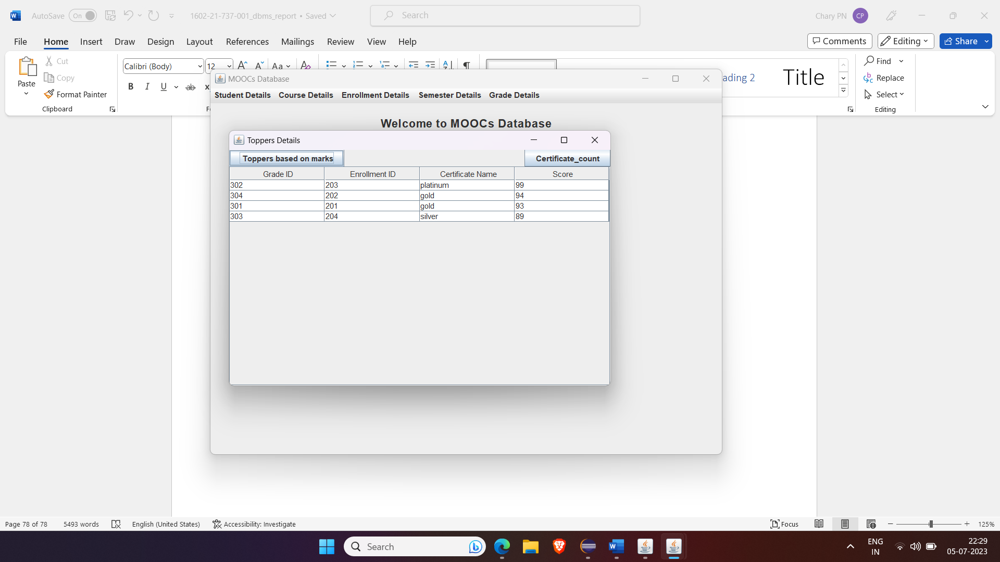 AutoSave On 1602-21-737-001_dbms_report • Saved Search Chary PN CP
File Home Insert Draw Design Layout References Mailings Review View Help Comments Editing Share
Paste Cut Copy Format Painter Clipboard
Calibri (Body) 12 A A Aa A
B I U ab x
ading 2 Title
Find Replace Select Editing
MOOCs Database
Student Details Course Details Enrollment Details Semester Details Grade Details
Welcome to MOOCs Database
Toppers Details
Toppers based on marks Certificate_count
Grade ID Enrollment ID Certificate Name Score
302 203 platinum 99
304 202 gold 94
301 201 gold 93
303 204 silver 89
Page 78 of 78 5493 words English (United States) Accessibility: Investigate Focus 125%
Search ENG IN 22:29 05-07-2023